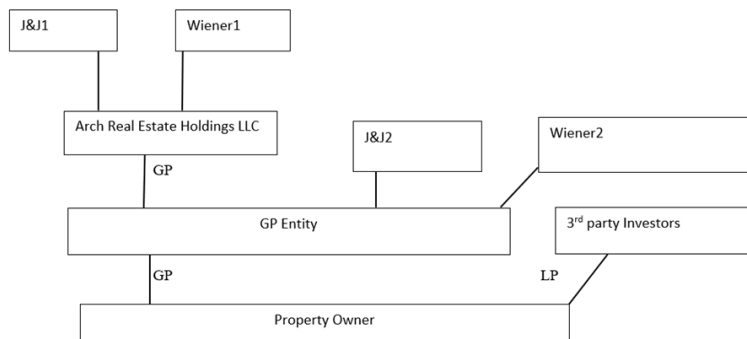 J&J1
Wiener1
Arch Real Estate Holdings LLC
J&J2
Wiener2
GP
GP Entity
3rd party Investors
GP
LP
Property Owner